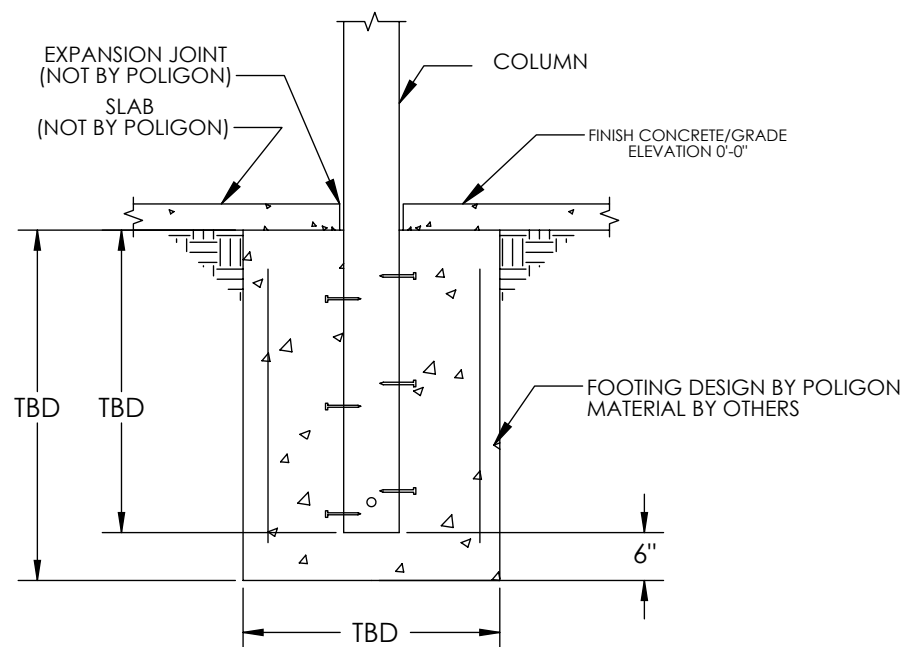 EXPANSION JOINT
(NOT BY POLIGON)
SLAB
(NOT BY POLIGON)
COLUMN
FINISH CONCRETE/GRADE
ELEVATION 0'-0"
TBD
TBD
FOOTING DESIGN BY POLIGON
MATERIAL BY OTHERS
6"
TBD